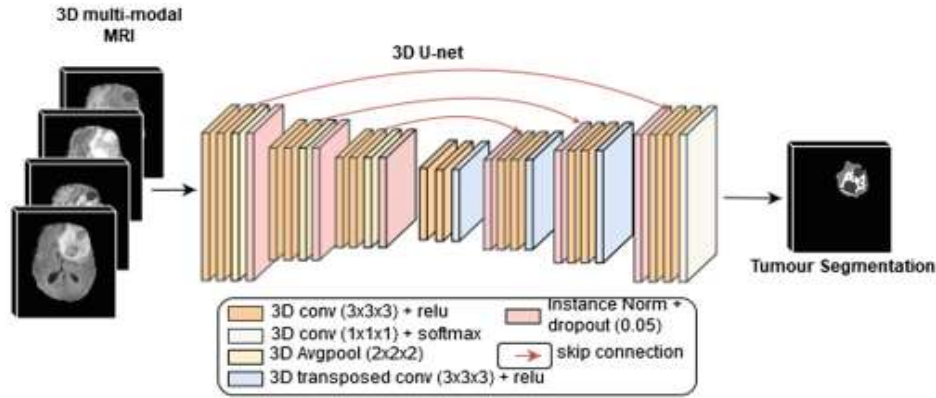 3D multi-modal
MRI
3D U-net
Tumour Segmentation
3D conv (3x3x3) + relu
3D conv (1x1x1) + softmax
3D Avgpool (2x2x2)
3D transposed conv (3x3x3) + relu
Instance Norm +
dropout (0.05)
skip connection